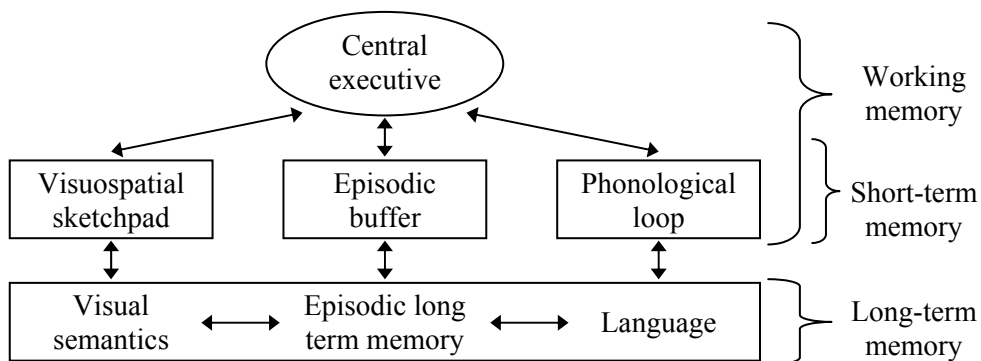 Central
executive
Working
memory
Visuospatial
sketchpad
Episodic
buffer
Phonological
loop
Short-term
memory
Visual
semantics
Episodic long
term memory
Language
Long-term
memory